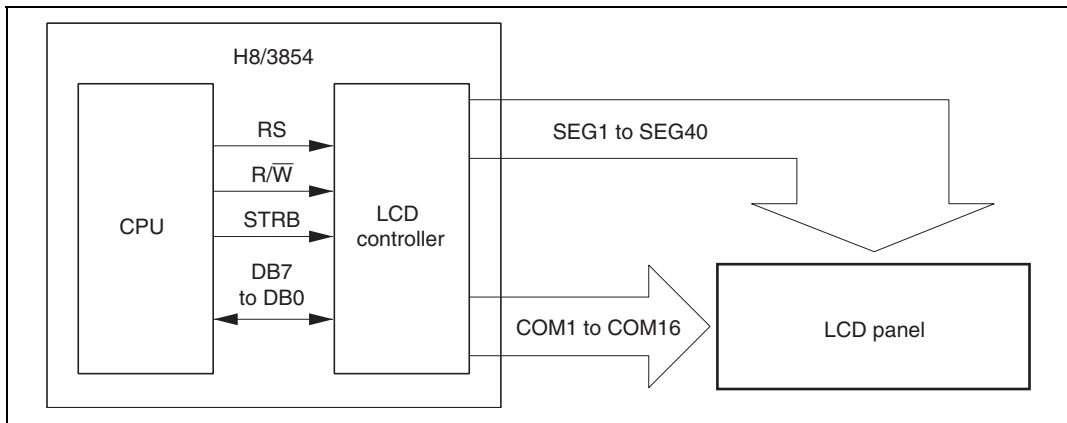 H8/3854
RS
R/W̅
STRB
DB7
to DB0
CPU
LCD
controller
SEG1 to SEG40
COM1 to COM16
LCD panel